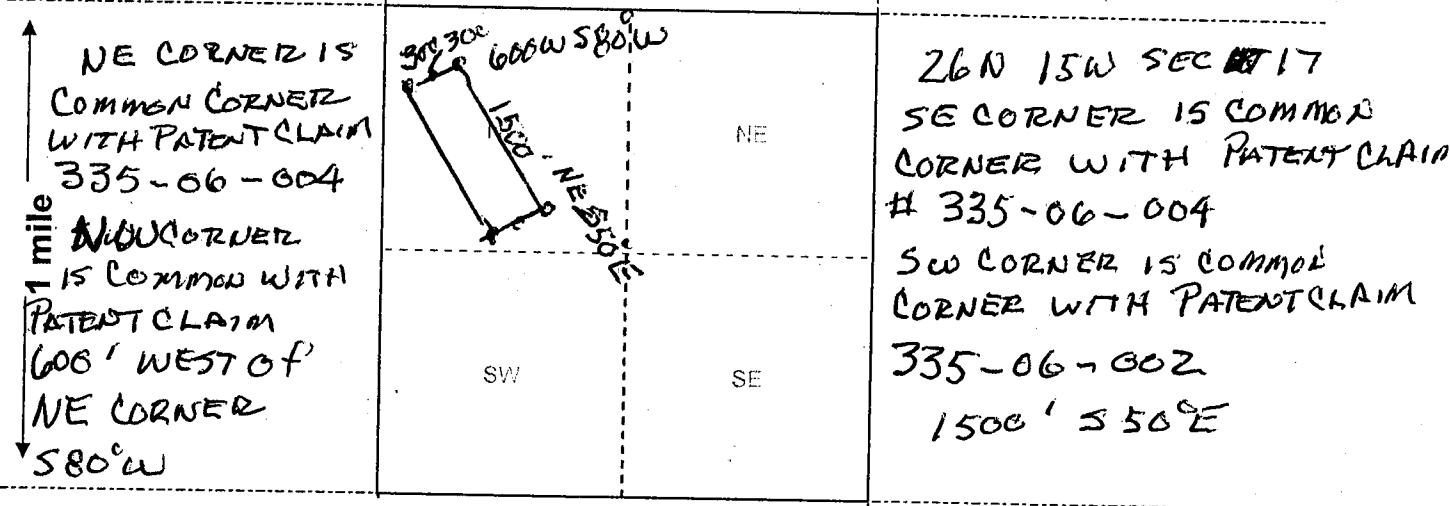 NE CORNER IS
COMMON CORNER
WITH PATENT CLAIM
335-06-004
NW CORNER
IS COMMON WITH
PATENT CLAIM
600' WEST Of
NE CORNER
S80°W
1 mile
300 300
600W S80°W
1500' NE S50°E
NE
SW
SE
26N 15W SEC 17
SE CORNER IS COMMON
CORNER WITH PATENT CLAIM
# 335-06-004
SW CORNER IS COMMON
CORNER WITH PATENT CLAIM
335-06-002
1500' S50°E